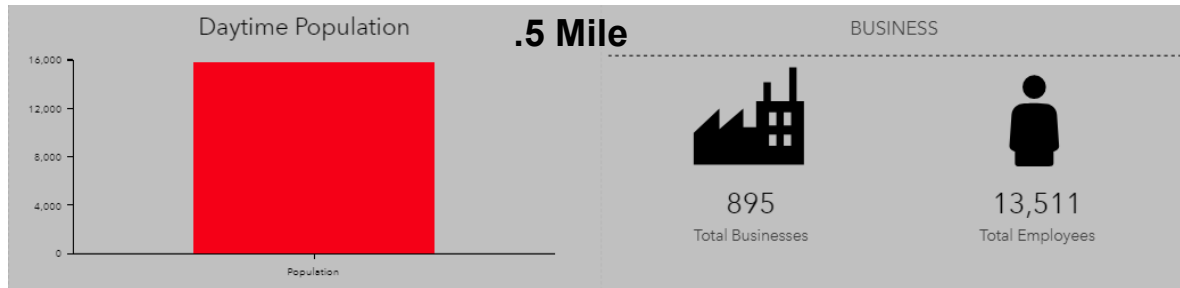 Daytime Population
.5 Mile
BUSINESS
16,000
12,000
8,000
4,000
0
Population
895
13,511
Total Businesses
Total Employees